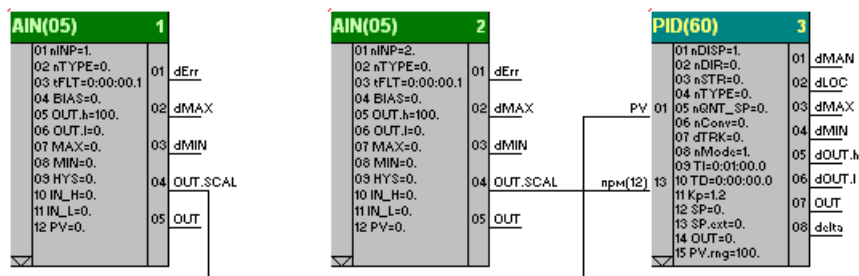 AIN(05) 1
01 nINP=1.
02 nTYPE=0.
03 tFLT=0:00:00.1
04 BIAS=0.
05 OUT.h=100.
06 OUT.l=0.
07 MAX=0.
08 MIN=0.
09 HYS=0.
10 IN_H=0.
11 IN_L=0.
12 PV=0.
01 dErr
02 dMAX
03 dMIN
04 OUT.SCAL
05 OUT
AIN(05) 2
01 nINP=2.
02 nTYPE=0.
03 tFLT=0:00:00.1
04 BIAS=0.
05 OUT.h=100.
06 OUT.l=0.
07 MAX=0.
08 MIN=0.
09 HYS=0.
10 IN_H=0.
11 IN_L=0.
12 PV=0.
01 dErr
02 dMAX
03 dMIN
04 OUT.SCAL
05 OUT
PID(60) 3
PV 01
прм(12) 13
01 nDISP=1.
02 nDIR=0.
03 nSTR=0.
04 nTYPE=0.
05 nQNT_SP=0.
06 nConv=0.
07 dTRK=0.
08 nMode=1.
09 TI=0:01:00.0
10 TD=0:00:00.0
11 Kp=1.2
12 SP=0.
13 SP.ext=0.
14 OUT=0.
15 PV.rng=100.
01 dMAN
02 dLOC
03 dMAX
04 dMIN
05 dOUT.h
06 dOUT.l
07 OUT
08 delta